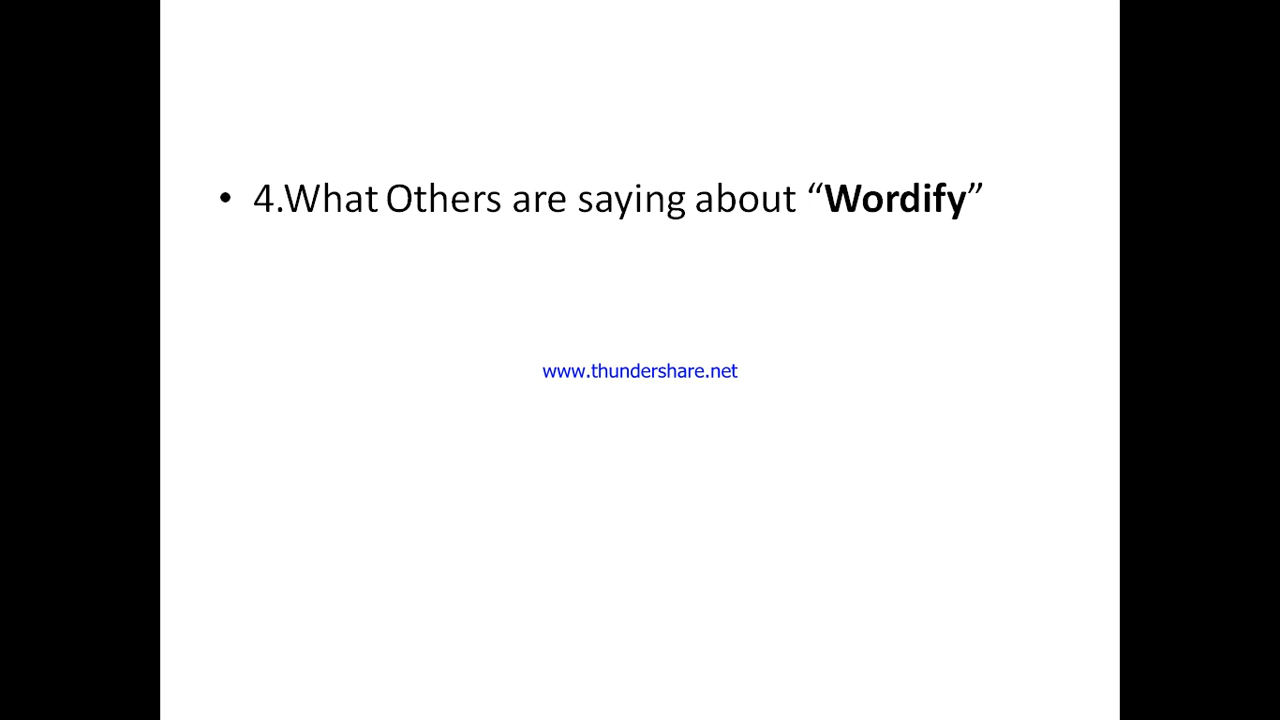 • 4.What Others are saying about “Wordify”
www.thundershare.net